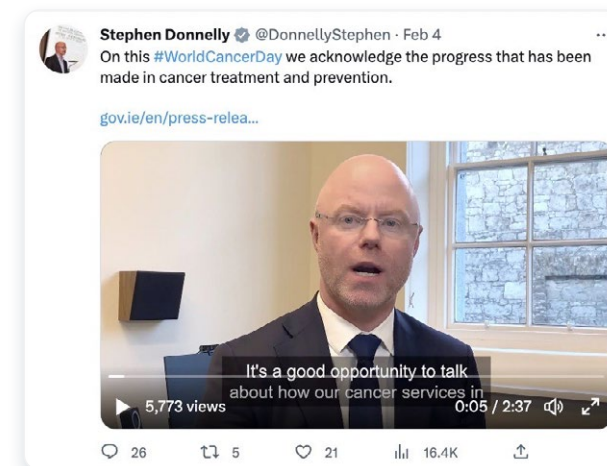 Stephen Donnelly @DonnellyStephen · Feb 4
On this #WorldCancerDay we acknowledge the progress that has been
made in cancer treatment and prevention.
gov.ie/en/press-relea...
It's a good opportunity to talk
about how our cancer services in
5,773 views
0:05 / 2:37
26
5
21
16.4K